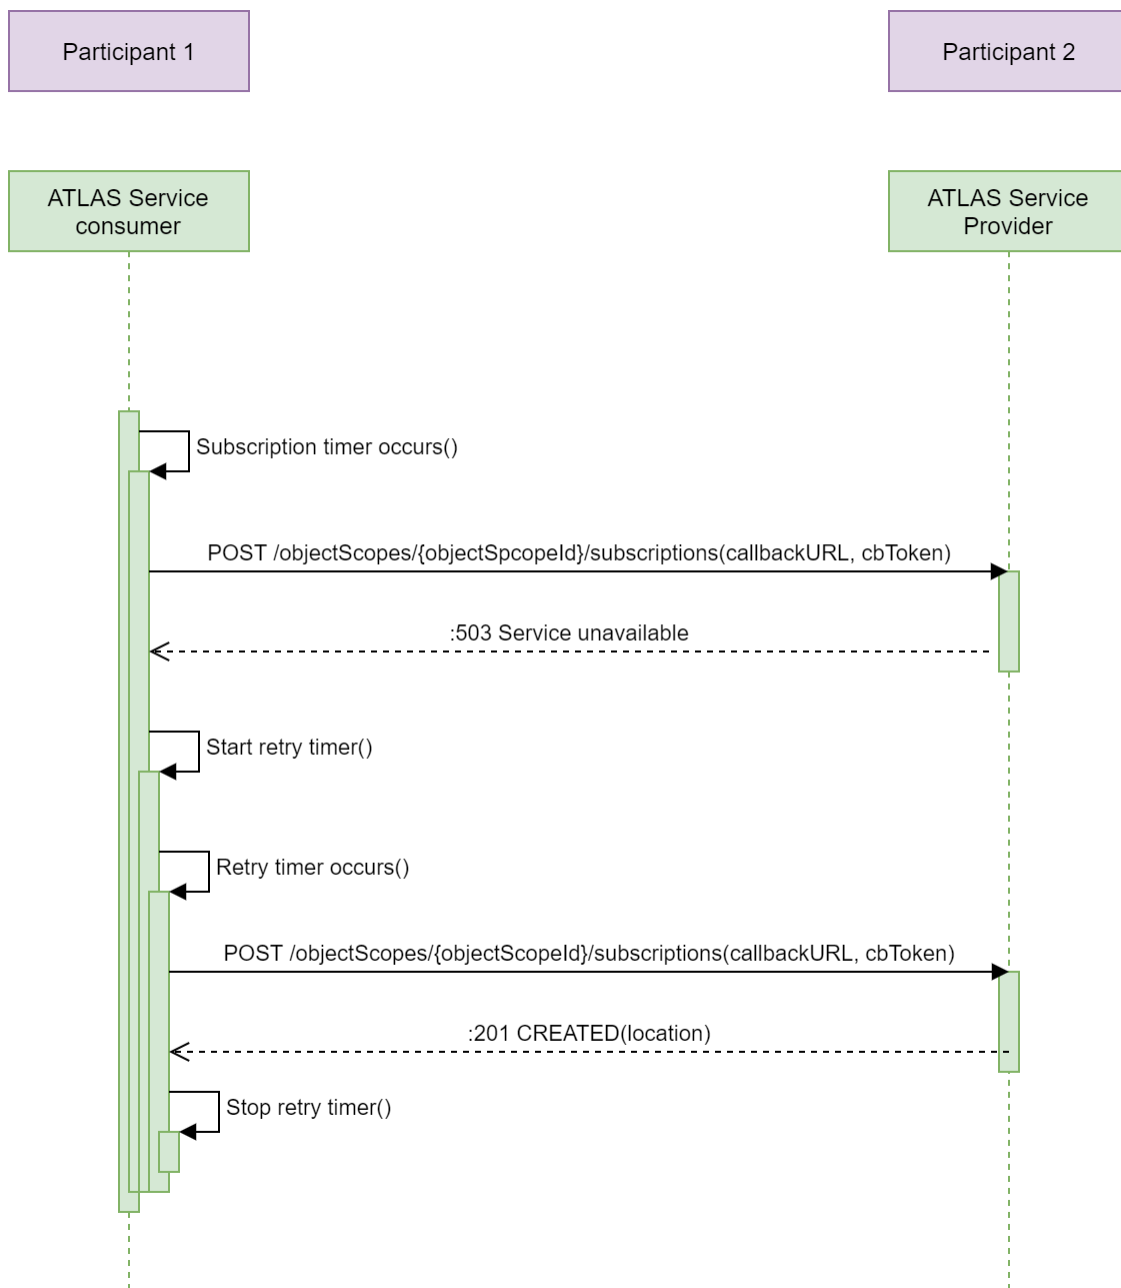 Participant 1
Participant 2
ATLAS Service
consumer
ATLAS Service
Provider
Subscription timer occurs()
POST /objectScopes/{objectSpcopeId}/subscriptions(callbackURL, cbToken)
:503 Service unavailable
Start retry timer()
Retry timer occurs()
POST /objectScopes/{objectScopeId}/subscriptions(callbackURL, cbToken)
:201 CREATED(location)
Stop retry timer()